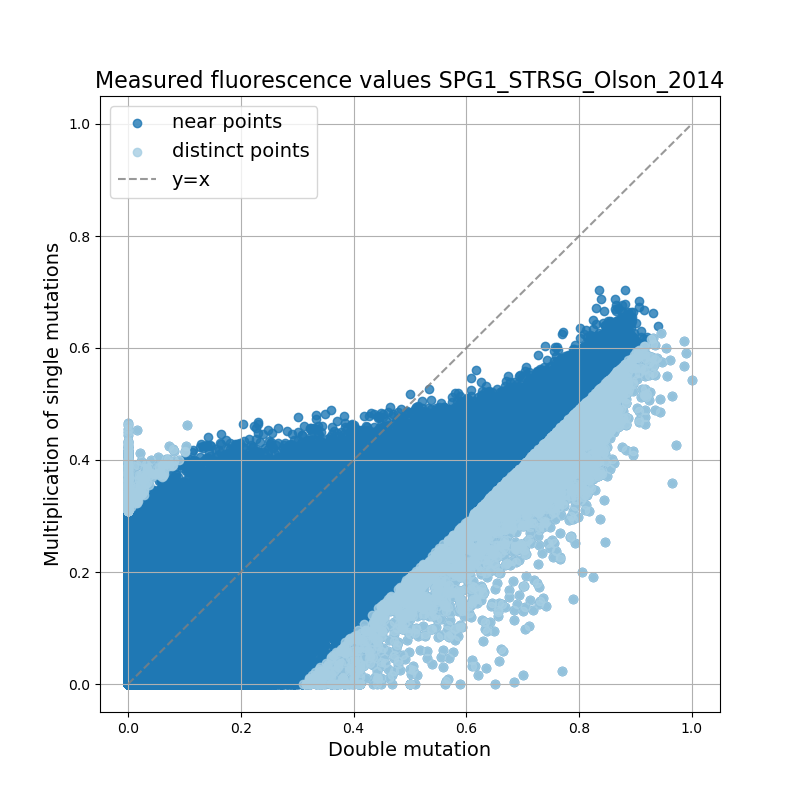 Measured fluorescence values SPG1_STRSG_Olson_2014
near points
distinct points
y=x
1.0
0.8
0.6
0.4
0.2
0.0
Multiplication of single mutations
0.0 0.2 0.4 0.6 0.8 1.0
Double mutation